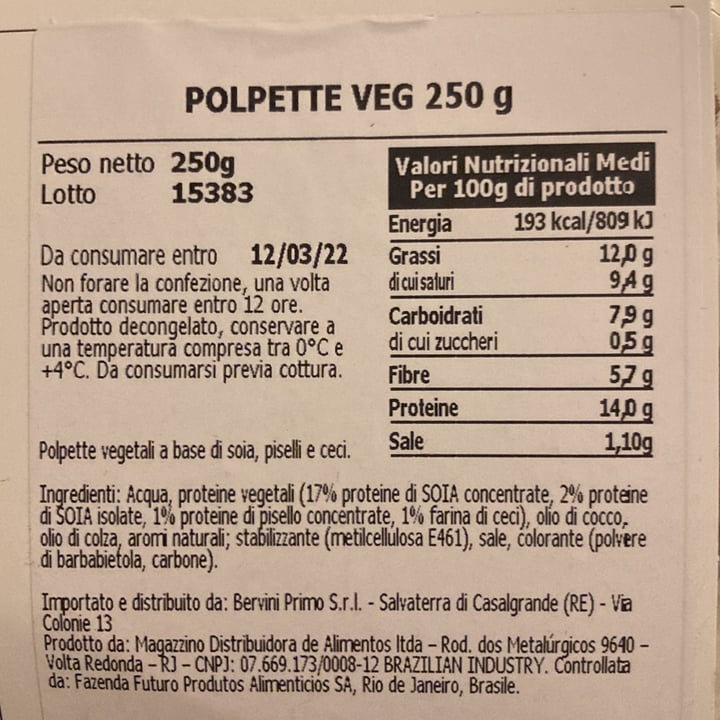 POLPETTE VEG 250 g
Peso netto 250g
Lotto 15383
Da consumare entro 12/03/22
Non forare la confezione, una volta
aperta consumare entro 12 ore.
Prodotto decongelato, conservare a
una temperatura compresa tra 0°C e
+4°C. Da consumarsi previa cottura.
Polpette vegetali a base di soia, piselli e ceci.
Valori Nutrizionali Medi
Per 100g di prodotto
Energia 193 kcal/809 kJ
Grassi 12,0 g
di cui saturi 9,4 g
Carboidrati 7,9 g
di cui zuccheri 0,5 g
Fibre 5,7 g
Proteine 14,0 g
Sale 1,10g
Ingredienti: Acqua, proteine vegetali (17% proteine di SOIA concentrate, 2% proteine
di SOIA isolate, 1% proteine di pisello concentrate, 1% farina di ceci), olio di cocco,
olio di colza, aromi naturali; stabilizzante (metilcellulosa E461), sale, colorante (polvere
di barbabietola, carbone).
Importato e distribuito da: Bervini Primo S.r.l. - Salvaterra di Casalgrande (RE) - Via
Colonie 13
Prodotto da: Magazzino Distribuidora de Alimentos ltda – Rod. dos Metalúrgicos 9640 –
Volta Redonda – RJ – CNPJ: 07.669.173/0008-12 BRAZILIAN INDUSTRY. Controllata
da: Fazenda Futuro Produtos Alimenticios SA, Rio de Janeiro, Brasile.